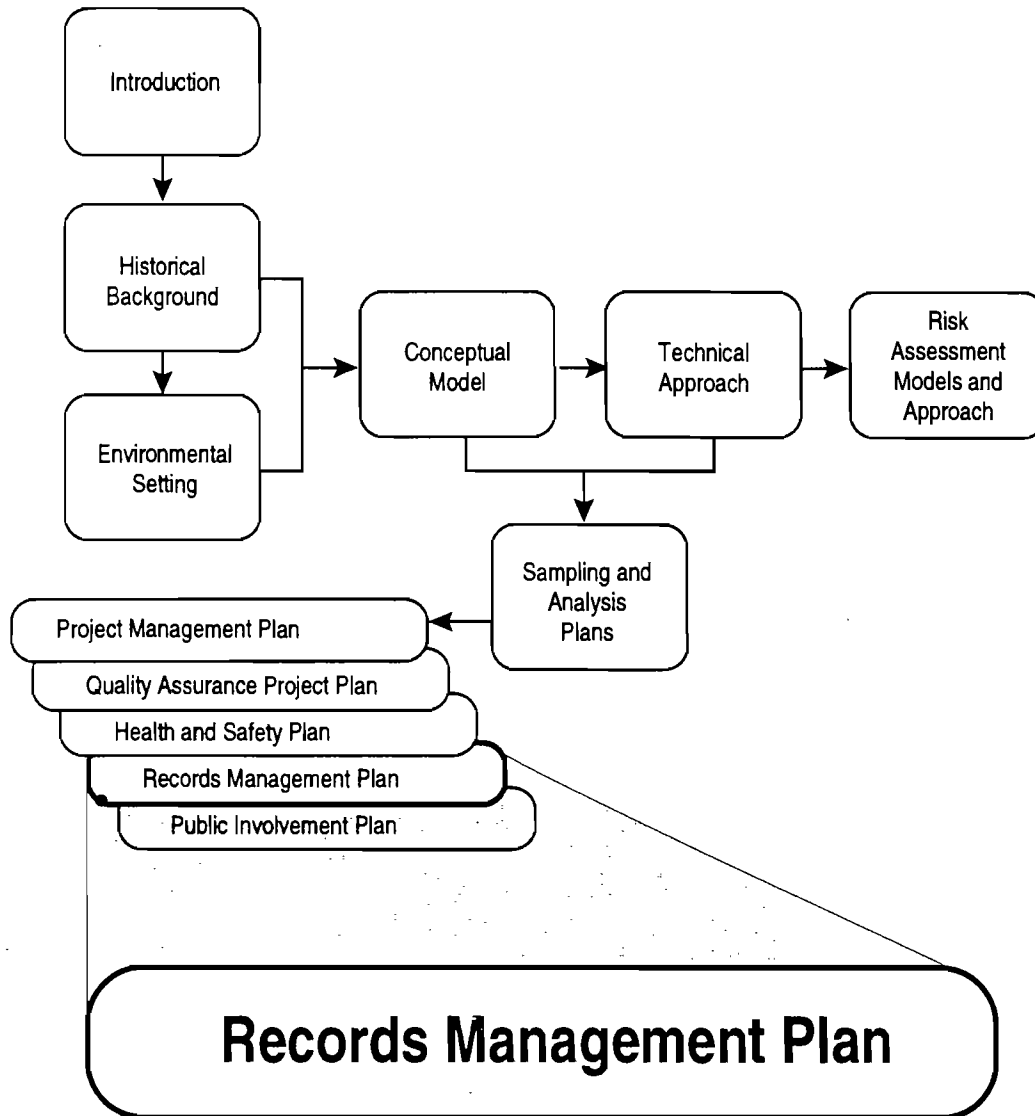 Introduction
Historical
Background
Environmental
Setting
Conceptual
Model
Technical
Approach
Risk
Assessment
Models and
Approach
Sampling and
Analysis
Plans
Project Management Plan
Quality Assurance Project Plan
Health and Safety Plan
Records Management Plan
Public Involvement Plan
Records Management Plan